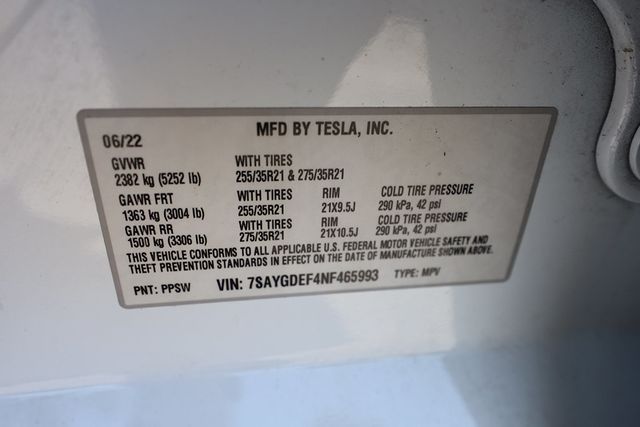 06/22 MFD BY TESLA, INC.
GVWR WITH TIRES
2382 kg (5252 lb) 255/35R21 & 275/35R21
GAWR FRT WITH TIRES RIM COLD TIRE PRESSURE
1363 kg (3004 lb) 255/35R21 21X9.5J 290 kPa, 42 psi
GAWR RR WITH TIRES RIM COLD TIRE PRESSURE
1500 kg (3306 lb) 275/35R21 21X10.5J 290 kPa, 42 psi
THIS VEHICLE CONFORMS TO ALL APPLICABLE U.S. FEDERAL MOTOR VEHICLE SAFETY AND
THEFT PREVENTION STANDARDS IN EFFECT ON THE DATE OF MANUFACTURE SHOWN ABOVE.
PNT: PPSW VIN: 7SAYGDEF4NF465993 TYPE: MPV